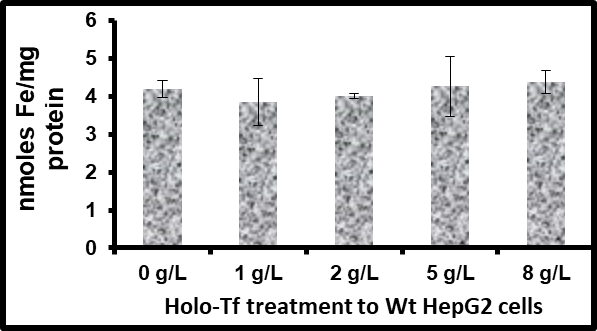 nmoles Fe/mg
protein
6
5
4
3
2
1
0
0 g/L 1 g/L 2 g/L 5 g/L 8 g/L
Holo-Tf treatment to Wt HepG2 cells